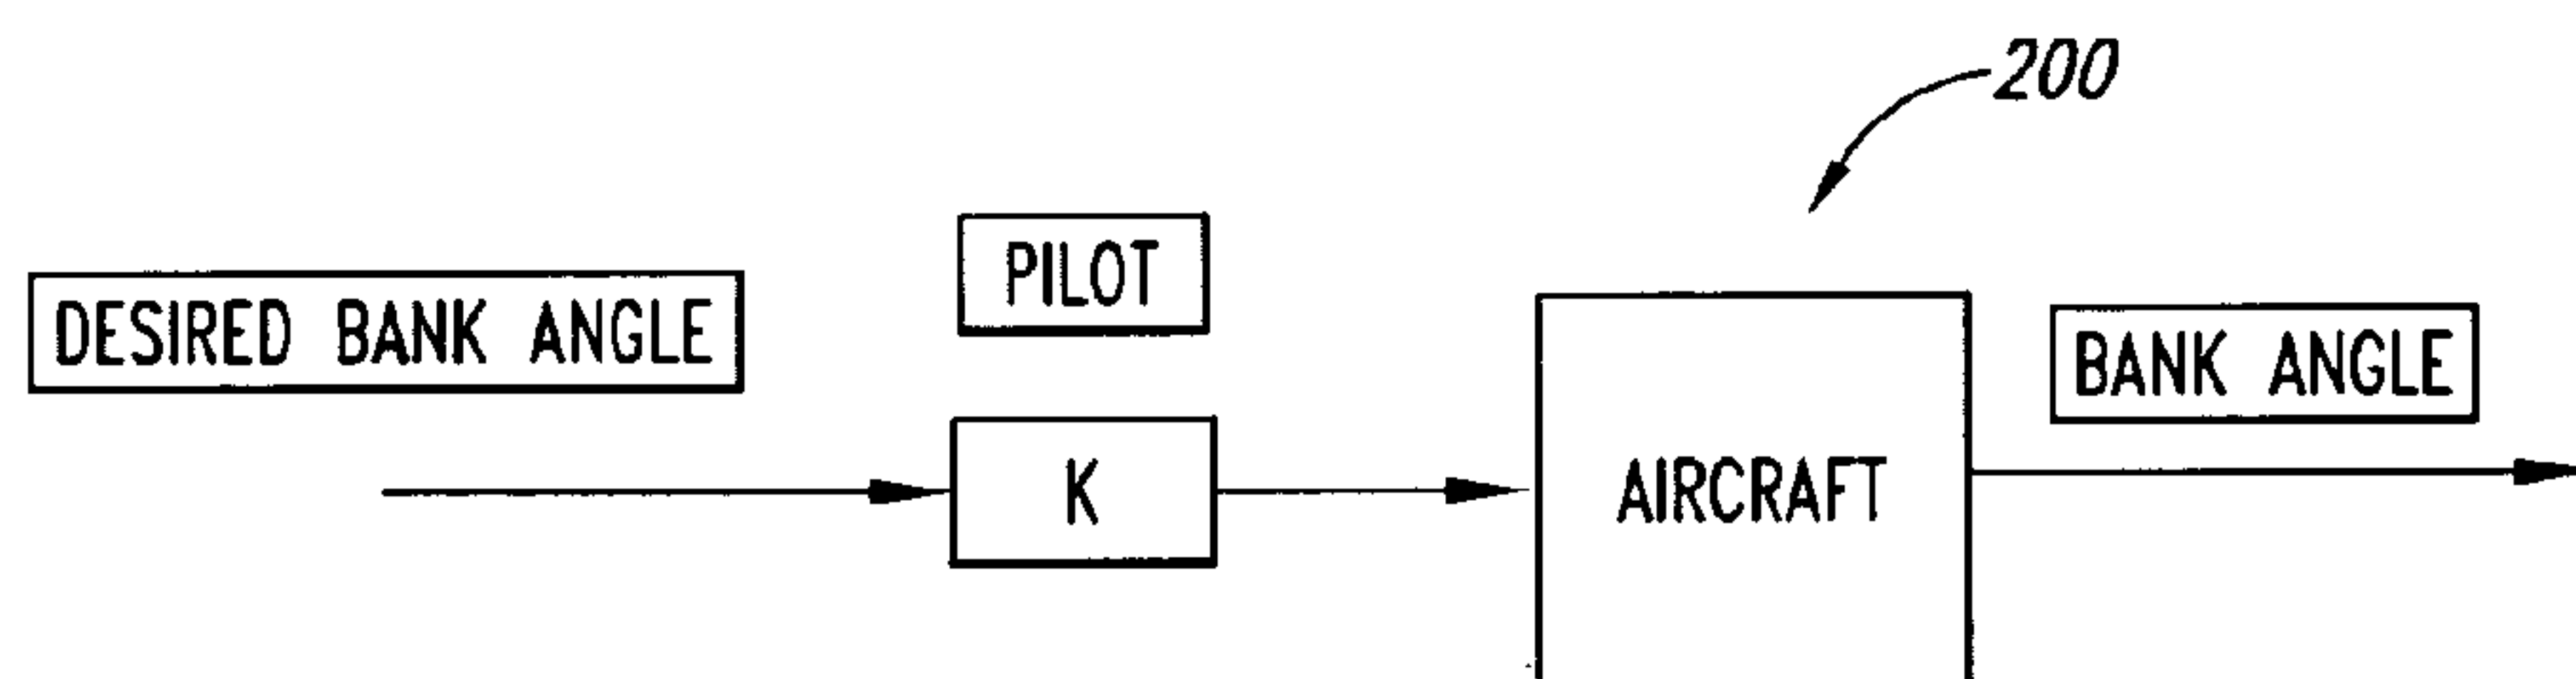 200
PILOT
DESIRED BANK ANGLE
BANK ANGLE
K
AIRCRAFT